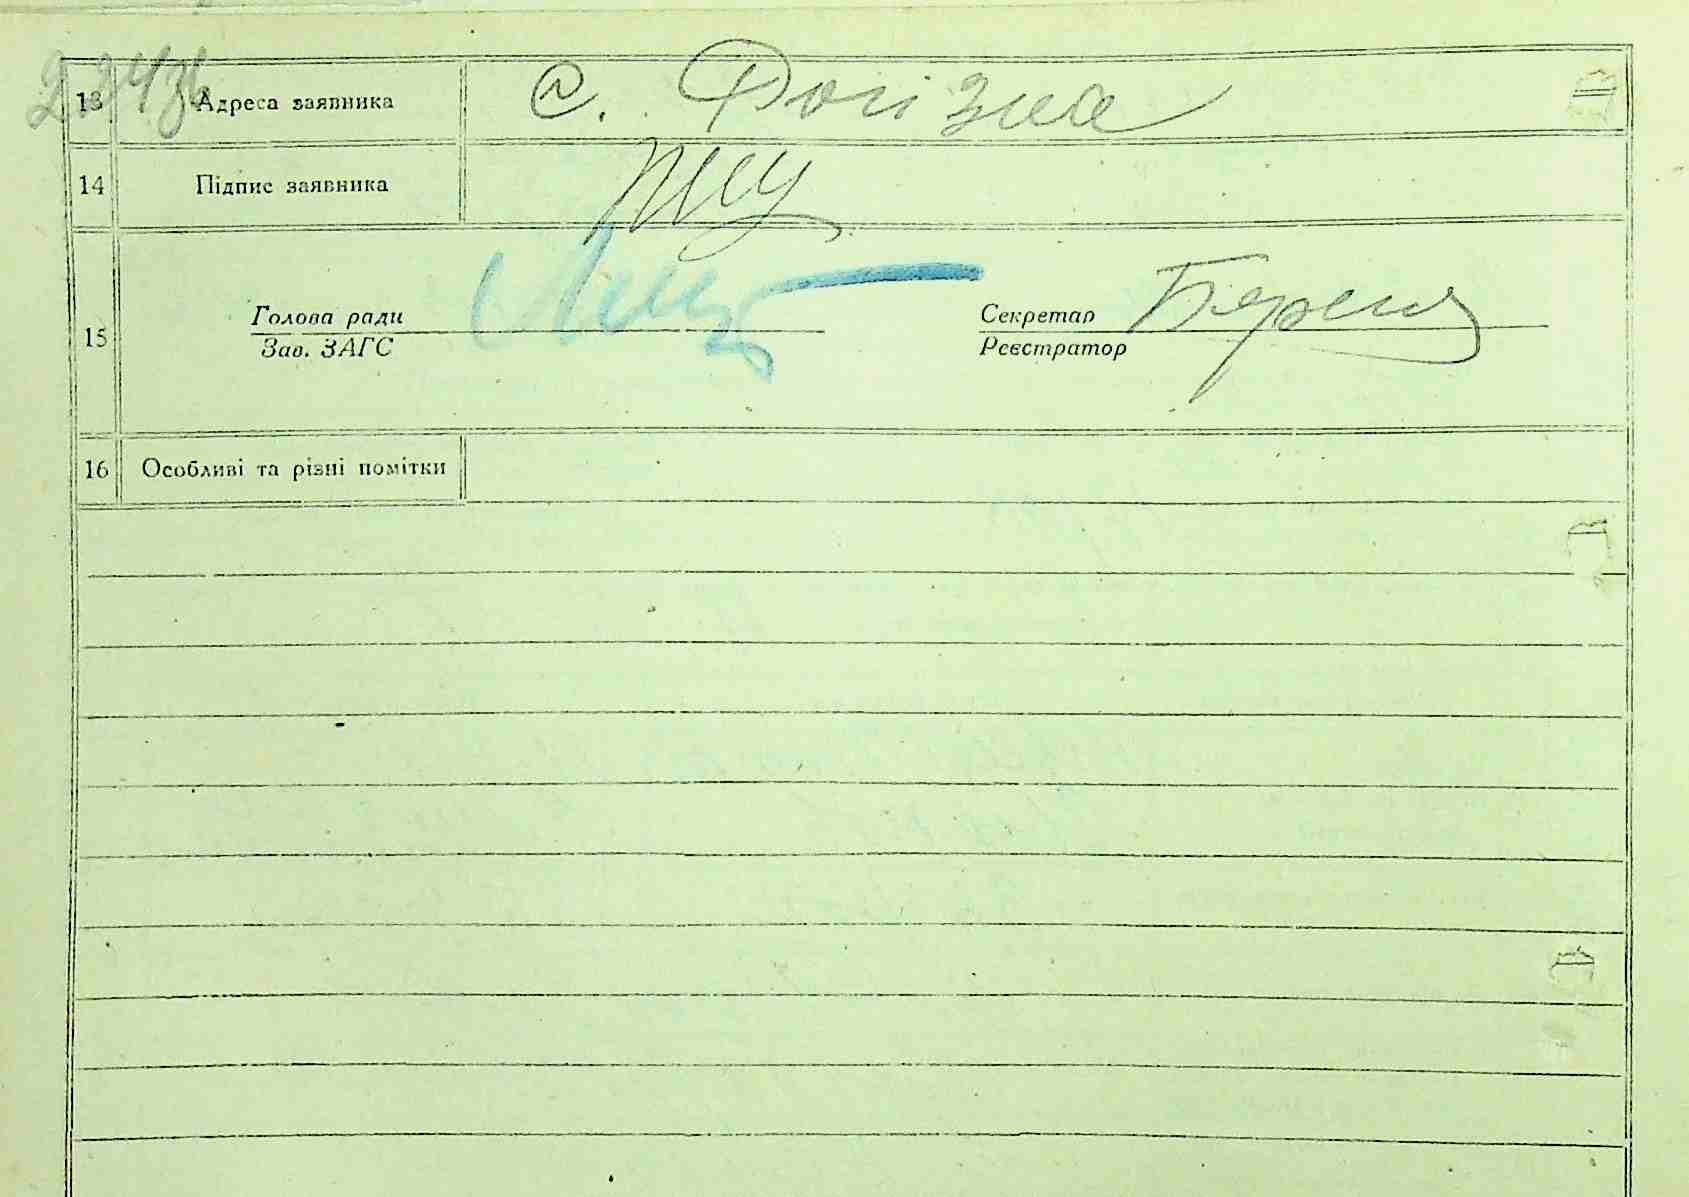 13 Адреса заявника с. Фоїзна
14 Підпис заявника
15 Голова ради
Зав. ЗАГС
Секретар
Реєстратор
16 Особливі та різні помітки